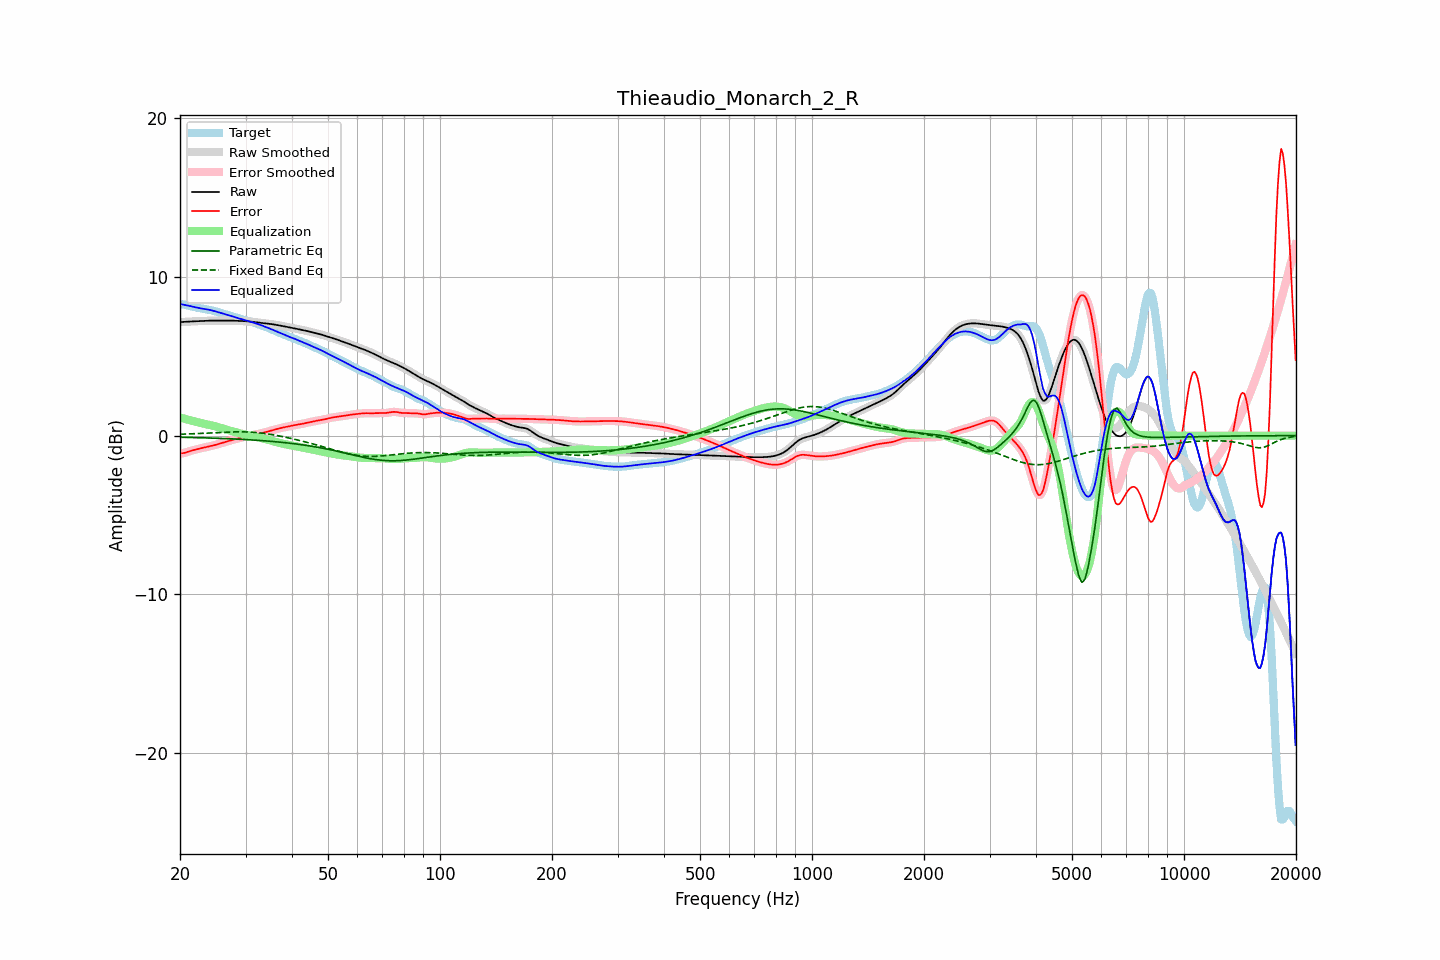 Thieaudio_Monarch_2_R
20
10
0
−10
−20
Amplitude (dBr)
Target
Raw Smoothed
Error Smoothed
Raw
Error
Equalization
Parametric Eq
Fixed Band Eq
Equalized
20 50 100 200 500 1000 2000 5000 10000 20000
Frequency (Hz)